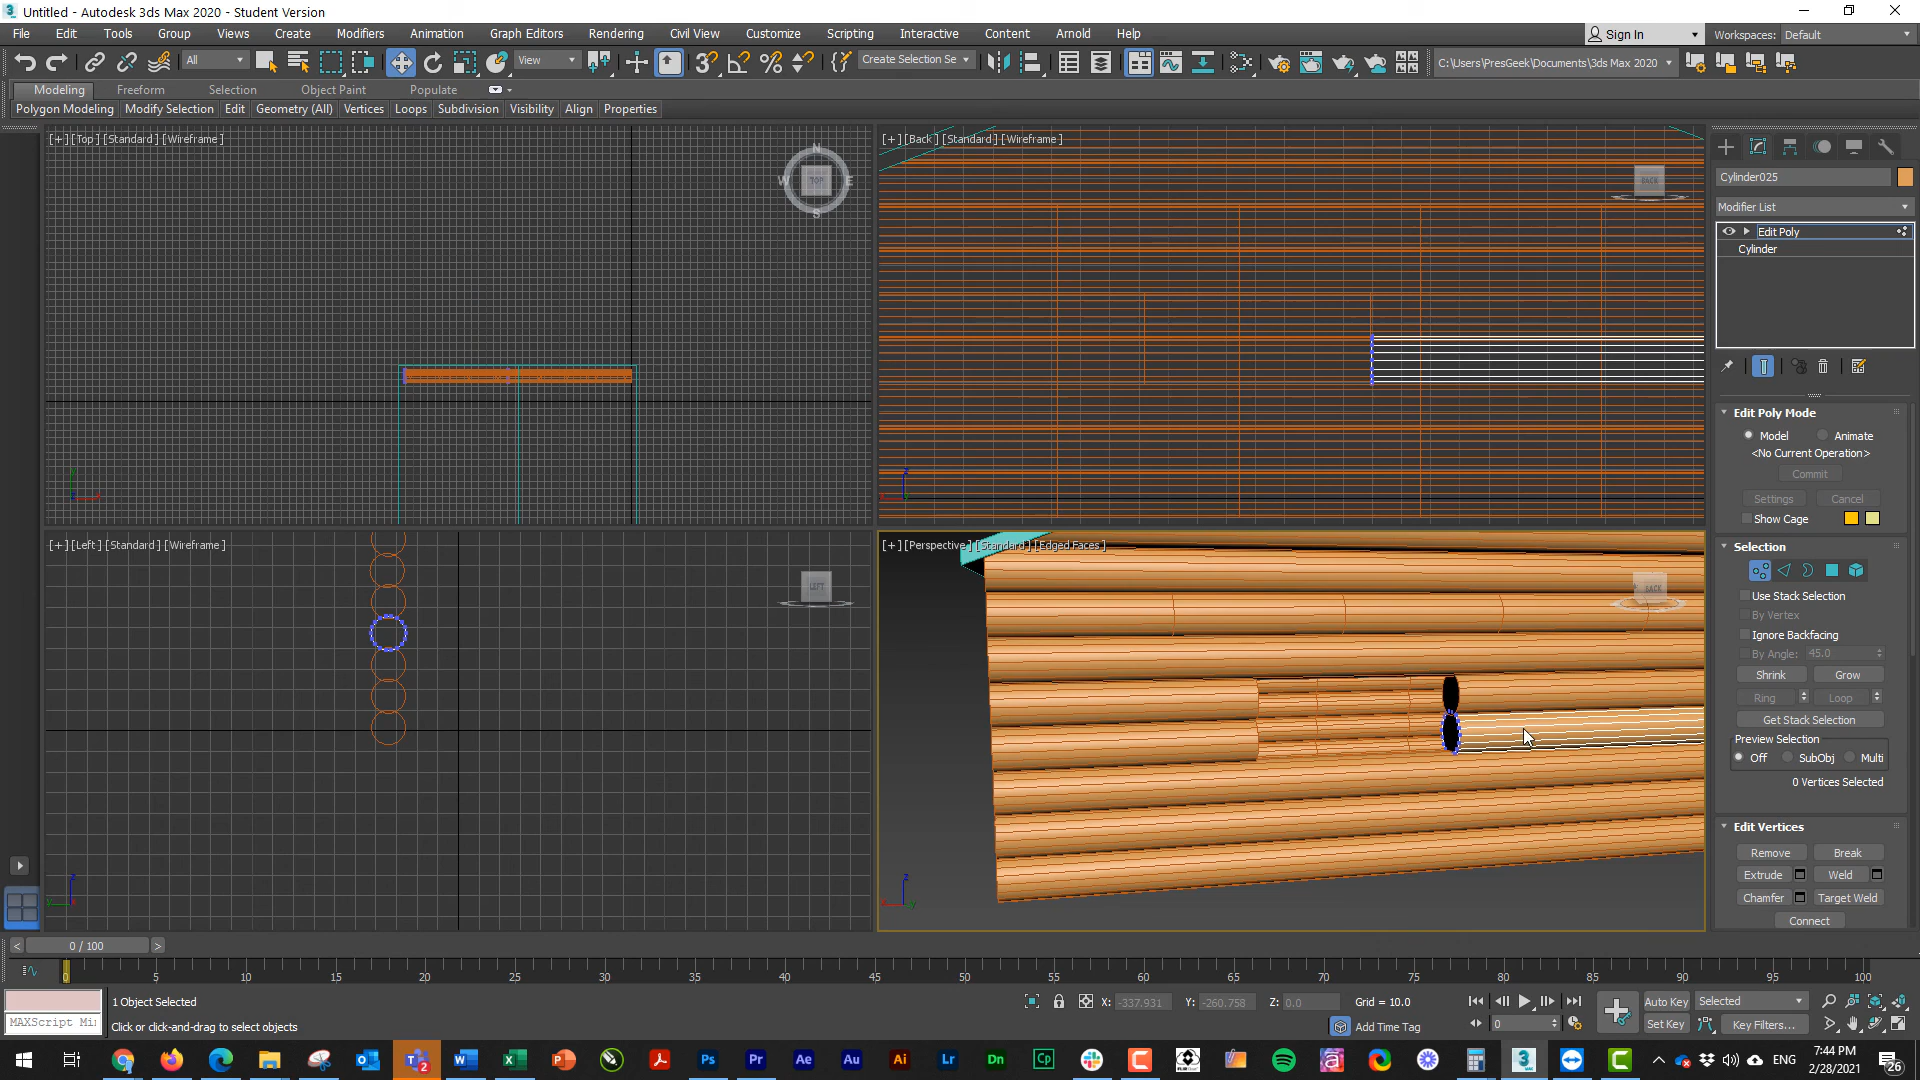 Untitled - Autodesk 3ds Max 2020 - Student Version
File Edit Tools Group Views Create Modifiers Animation Graph Editors Rendering Civil View Customize Scripting Interactive Content Arnold Help
Sign In Workspaces: Default
All View Create Selection Se C:\Users\PresGeek\Documents\3ds Max 2020
Modeling Freeform Selection Object Paint Populate
Polygon Modeling Modify Selection Edit Geometry (All) Vertices Loops Subdivision Visibility Align Properties
[+] [Top] [Standard] [Wireframe]
[+] [Back] [Standard] [Wireframe]
N
W TOP E
S
BACK
Cylinder025
Modifier List
Edit Poly
Cylinder
Edit Poly Mode
Model Animate
<No Current Operation>
Commit
Settings Cancel
Show Cage
[+] [Left] [Standard] [Wireframe]
[+] [Perspective] [Standard] [Edged Faces]
LEFT
BACK
Selection
Use Stack Selection
By Vertex
Ignore Backfacing
By Angle: 45.0
Shrink Grow
Ring Loop
Get Stack Selection
Preview Selection
Off SubObj Multi
0 Vertices Selected
Edit Vertices
Remove Break
Extrude Weld
Chamfer Target Weld
Connect
< 0 / 100 >
0 5 10 15 20 25 30 35 40 45 50 55 60 65 70 75 80 85 90 95 100
1 Object Selected
X: -337.931 Y: -260.758 Z: 0.0 Grid = 10.0
Auto Key Selected
MAXScript Mi
Click or click-and-drag to select objects
Add Time Tag
0
Set Key Key Filters...
ENG
7:44 PM
2/28/2021
26